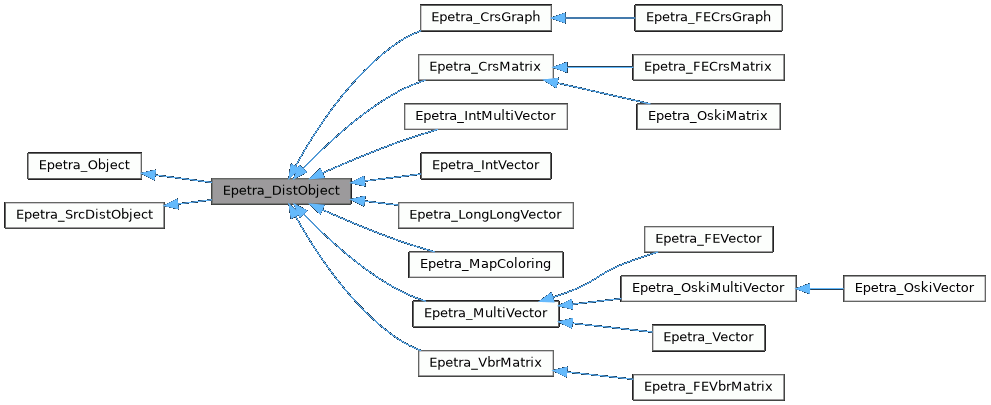 Epetra_CrsGraph
Epetra_FECrsGraph
Epetra_CrsMatrix
Epetra_FECrsMatrix
Epetra_OskiMatrix
Epetra_IntMultiVector
Epetra_Object
Epetra_IntVector
Epetra_DistObject
Epetra_SrcDistObject
Epetra_LongLongVector
Epetra_FEVector
Epetra_MapColoring
Epetra_OskiMultiVector
Epetra_OskiVector
Epetra_MultiVector
Epetra_Vector
Epetra_VbrMatrix
Epetra_FEVbrMatrix